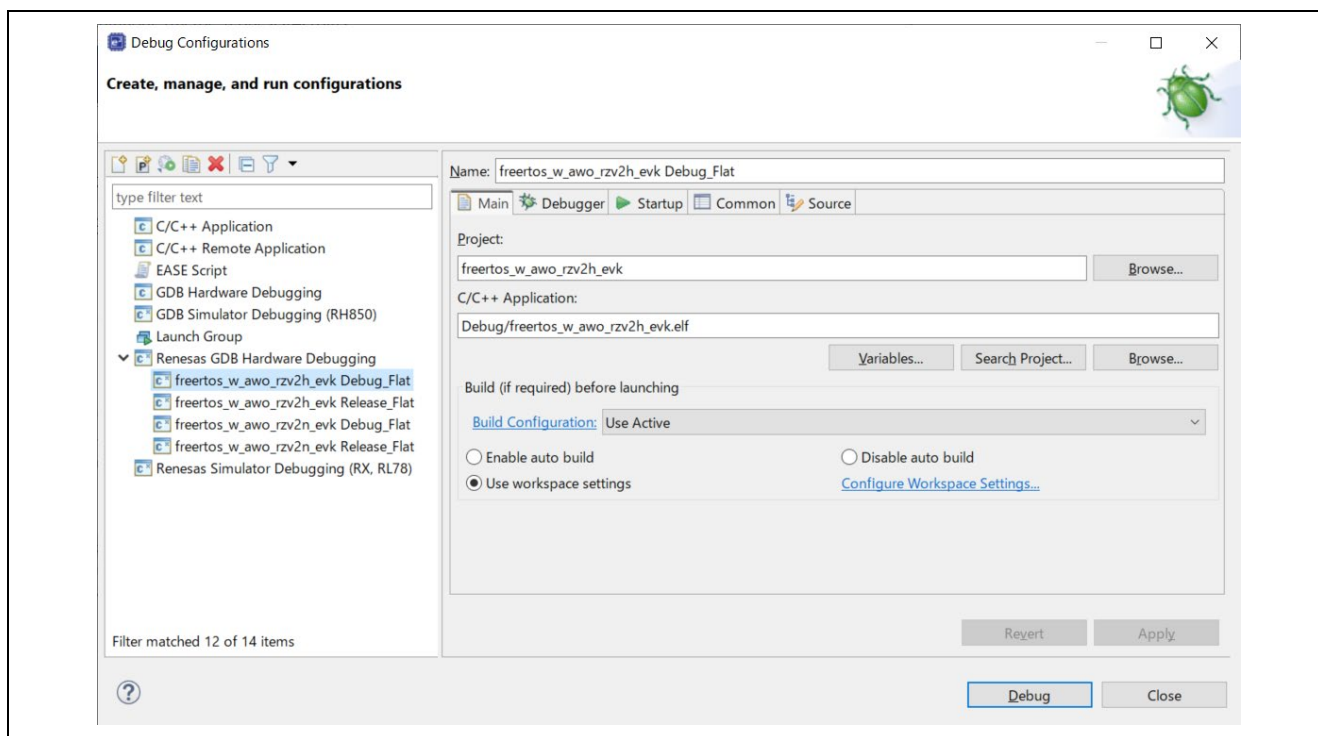 Debug Configurations
Create, manage, and run configurations
type filter text
C/C++ Application
C/C++ Remote Application
EASE Script
GDB Hardware Debugging
GDB Simulator Debugging (RH850)
Launch Group
Renesas GDB Hardware Debugging
freertos_w_awo_rzv2h_evk Debug_Flat
freertos_w_awo_rzv2h_evk Release_Flat
freertos_w_awo_rzv2n_evk Debug_Flat
freertos_w_awo_rzv2n_evk Release_Flat
Renesas Simulator Debugging (RX, RL78)
Filter matched 12 of 14 items
Name: freertos_w_awo_rzv2h_evk Debug_Flat
Main Debugger Startup Common Source
Project:
freertos_w_awo_rzv2h_evk Browse...
C/C++ Application:
Debug/freertos_w_awo_rzv2h_evk.elf
Variables... Search Project... Browse...
Build (if required) before launching
Build Configuration: Use Active
Enable auto build Disable auto build
Use workspace settings Configure Workspace Settings...
Revert Apply
Debug Close